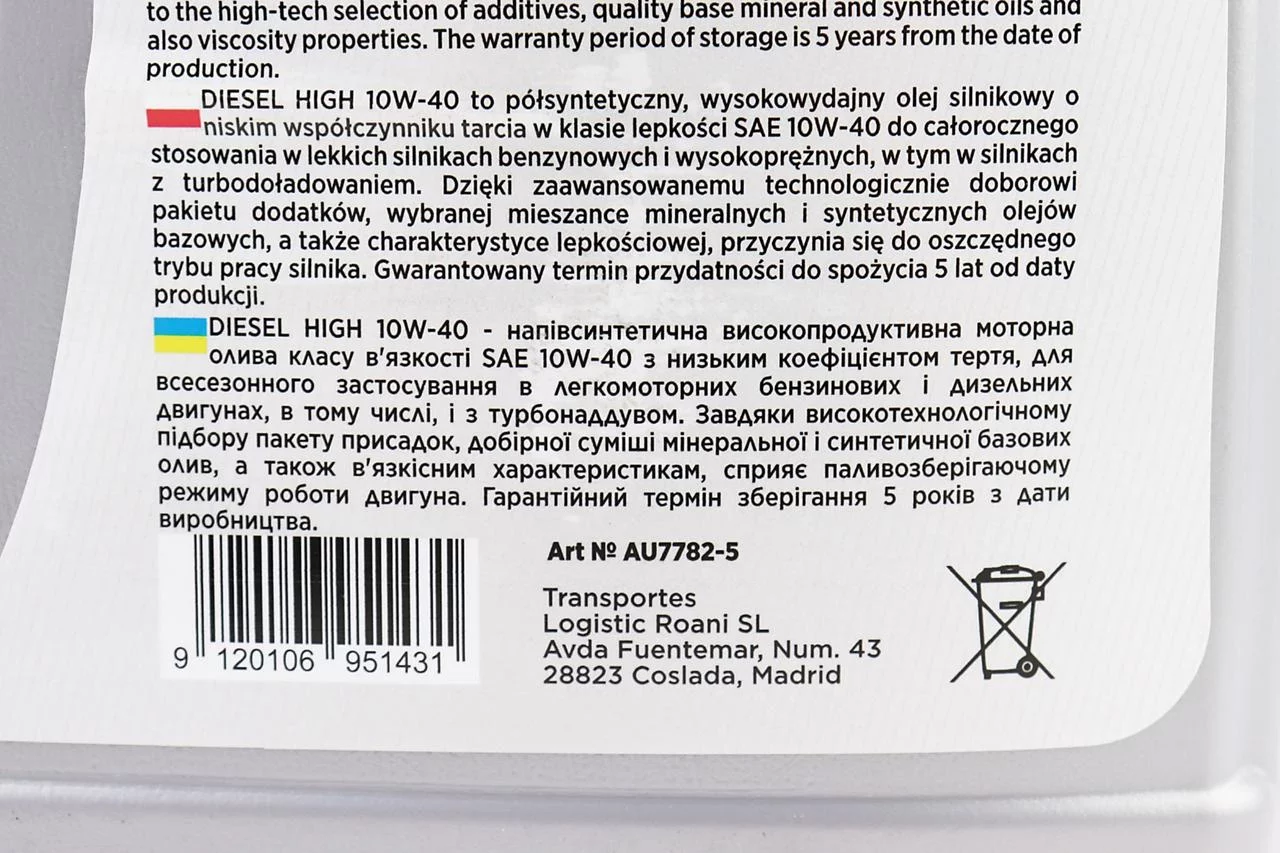 to the high-tech selection of additives, quality base mineral and synthetic oils and
also viscosity properties. The warranty period of storage is 5 years from the date of
production.
DIESEL HIGH 10W-40 to półsyntetyczny, wysokowydajny olej silnikowy o
niskim współczynniku tarcia w klasie lepkości SAE 10W-40 do całorocznego
stosowania w lekkich silnikach benzynowych i wysokoprężnych, w tym w silnikach
z turbodoładowaniem. Dzięki zaawansowanemu technologicznie doborowi
pakietu dodatków, wybranej mieszance mineralnych i syntetycznych olejów
bazowych, a także charakterystyce lepkościowej, przyczynia się do oszczędnego
trybu pracy silnika. Gwarantowany termin przydatności do spożycia 5 lat od daty
produkcji.
DIESEL HIGH 10W-40 - напівсинтетична високопродуктивна моторна
олива класу в'язкості SAE 10W-40 з низьким коефіцієнтом тертя, для
всесезонного застосування в легкомоторних бензинових і дизельних
двигунах, в тому числі, і з турбонаддувом. Завдяки високотехнологічному
підбору пакету присадок, добірної суміші мінеральної і синтетичної базових
олив, а також в'язкісним характеристикам, сприяє паливозберігаючому
режиму роботи двигуна. Гарантійний термін зберігання 5 років з дати
виробництва.
Art № AU7782-5
Transportes
Logistic Roani SL
Avda Fuentemar, Num. 43
28823 Coslada, Madrid
9 120106 951431